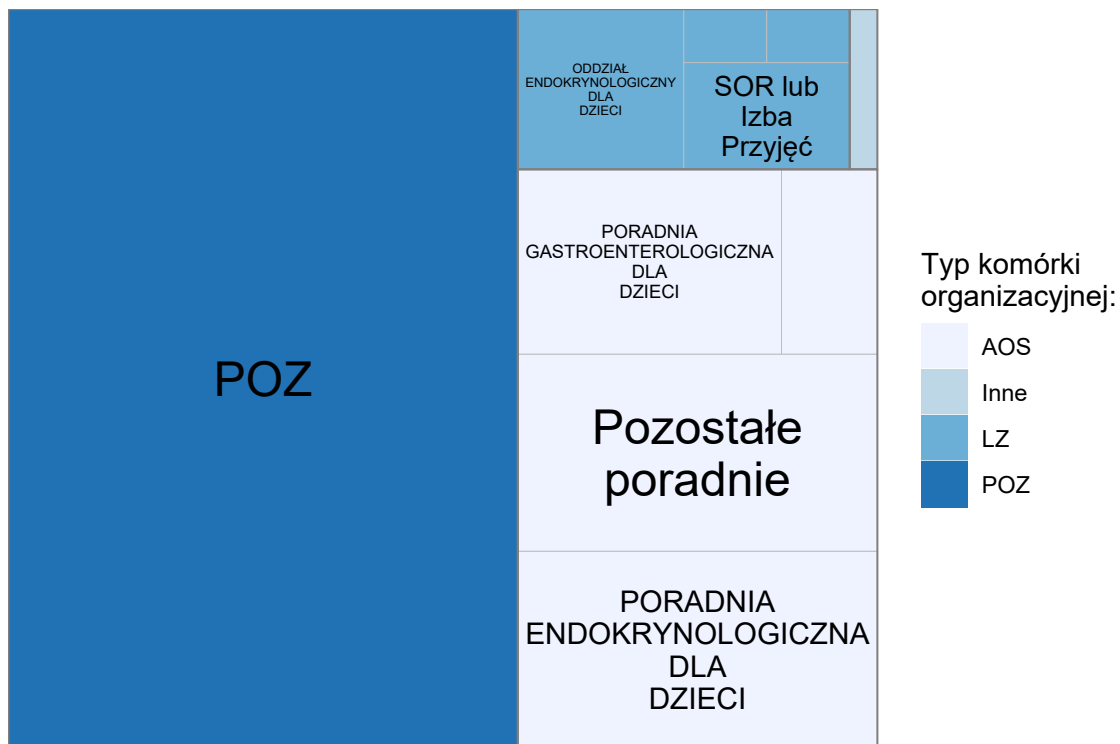 POZ
ODDZIAŁ
ENDOKRYNOLOGICZNY
DLA
DZIECI
SOR lub
Izba
Przyjęć
PORADNIA
GASTROENTEROLOGICZNA
DLA
DZIECI
Pozostałe
poradnie
PORADNIA
ENDOKRYNOLOGICZNA
DLA
DZIECI
Typ komórki
organizacyjnej:
AOS
Inne
LZ
POZ